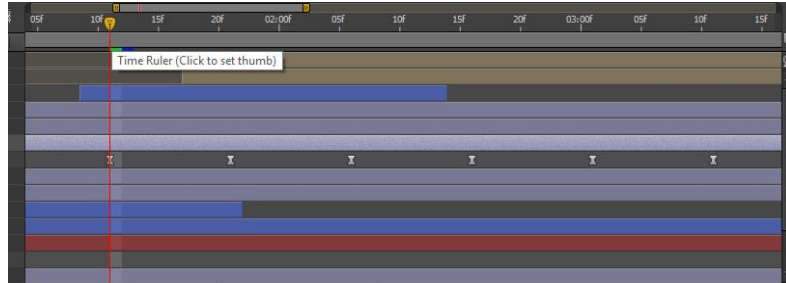 05f 10f 15f 20f 02:00f 05f 10f 15f 20f 03:00f 05f 10f 15f
Time Ruler (Click to set thumb)